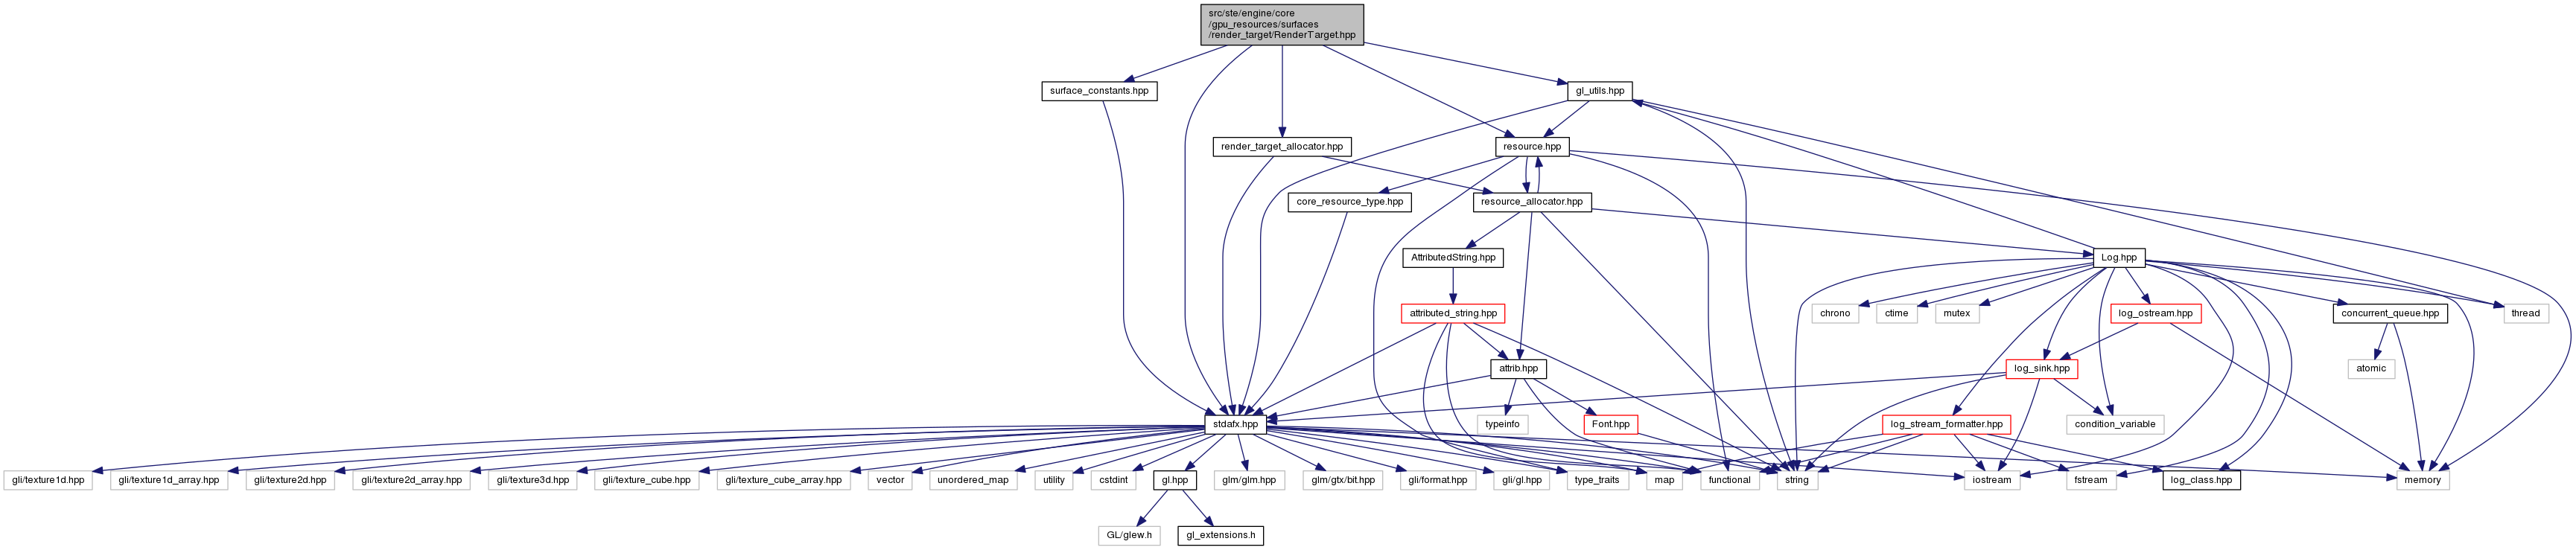 src/ste/engine/core
/gpu_resources/surfaces
/render_target/RenderTarget.hpp
surface_constants.hpp
gl_utils.hpp
render_target_allocator.hpp
resource.hpp
core_resource_type.hpp
resource_allocator.hpp
AttributedString.hpp
Log.hpp
attributed_string.hpp
chrono
ctime
mutex
log_ostream.hpp
concurrent_queue.hpp
thread
attrib.hpp
log_sink.hpp
atomic
stdafx.hpp
typeinfo
Font.hpp
log_stream_formatter.hpp
condition_variable
gli/texture1d.hpp
gli/texture1d_array.hpp
gli/texture2d.hpp
gli/texture2d_array.hpp
gli/texture3d.hpp
gli/texture_cube.hpp
gli/texture_cube_array.hpp
vector
unordered_map
utility
cstdint
gl.hpp
glm/glm.hpp
glm/gtx/bit.hpp
gli/format.hpp
gli/gl.hpp
type_traits
map
functional
string
iostream
fstream
log_class.hpp
memory
GL/glew.h
gl_extensions.h